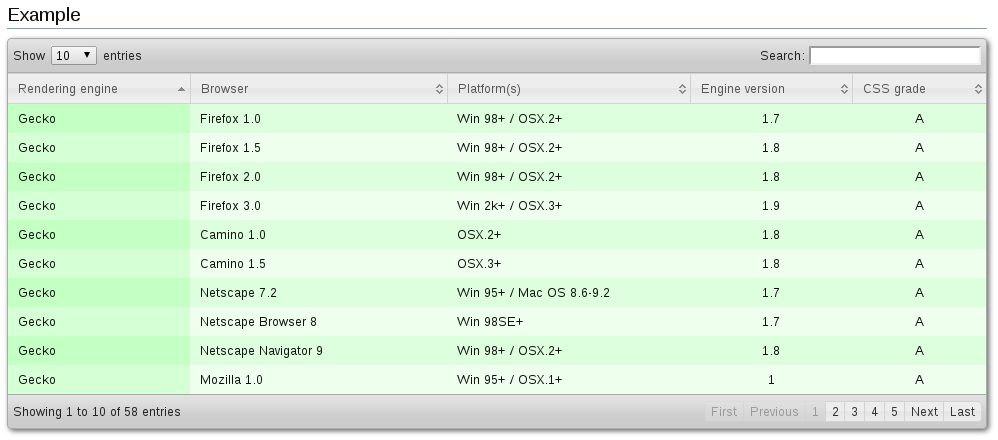 Example
Show 10 entries Search:
Rendering engine Browser Platform(s) Engine version CSS grade
Gecko Firefox 1.0 Win 98+ / OSX.2+ 1.7 A
Gecko Firefox 1.5 Win 98+ / OSX.2+ 1.8 A
Gecko Firefox 2.0 Win 98+ / OSX.2+ 1.8 A
Gecko Firefox 3.0 Win 2k+ / OSX.3+ 1.9 A
Gecko Camino 1.0 OSX.2+ 1.8 A
Gecko Camino 1.5 OSX.3+ 1.8 A
Gecko Netscape 7.2 Win 95+ / Mac OS 8.6-9.2 1.7 A
Gecko Netscape Browser 8 Win 98SE+ 1.7 A
Gecko Netscape Navigator 9 Win 98+ / OSX.2+ 1.8 A
Gecko Mozilla 1.0 Win 95+ / OSX.1+ 1 A
Showing 1 to 10 of 58 entries First Previous 1 2 3 4 5 Next Last